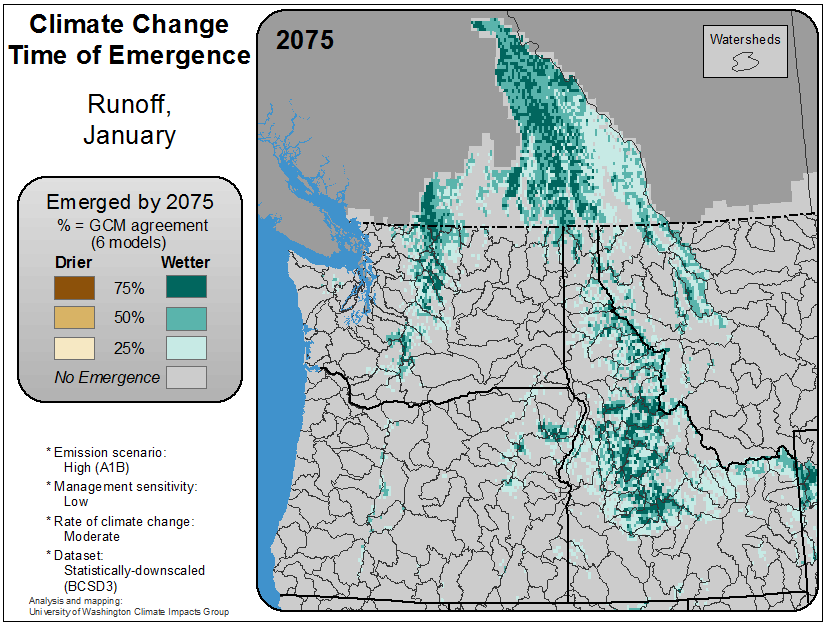 Climate Change
Time of Emergence
Runoff,
January
Emerged by 2075
% = GCM agreement
(6 models)
Drier Wetter
75%
50%
25%
No Emergence
* Emission scenario:
High (A1B)
* Management sensitivity:
Low
* Rate of climate change:
Moderate
* Dataset:
Statistically-downscaled
(BCSD3)
Analysis and mapping:
University of Washington Climate Impacts Group
2075
Watersheds